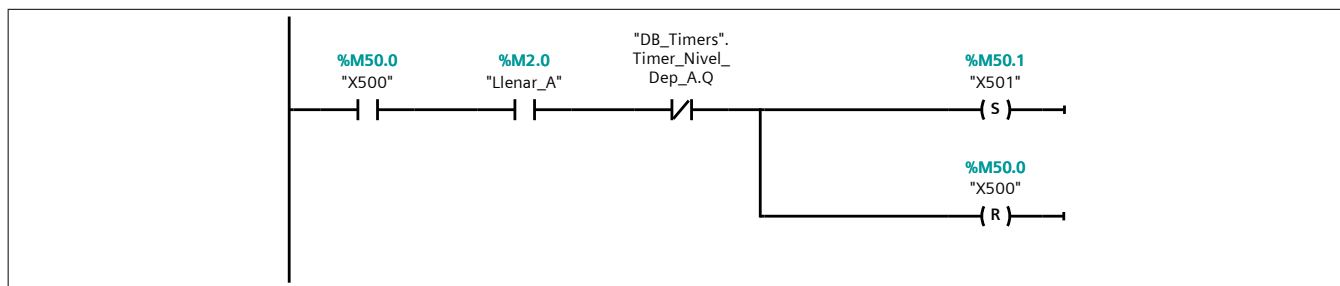 %M50.0
"X500"
%M2.0
"Llenar_A"
"DB_Timers".
Timer_Nivel_
Dep_A.Q
%M50.1
"X501"
S
%M50.0
"X500"
R